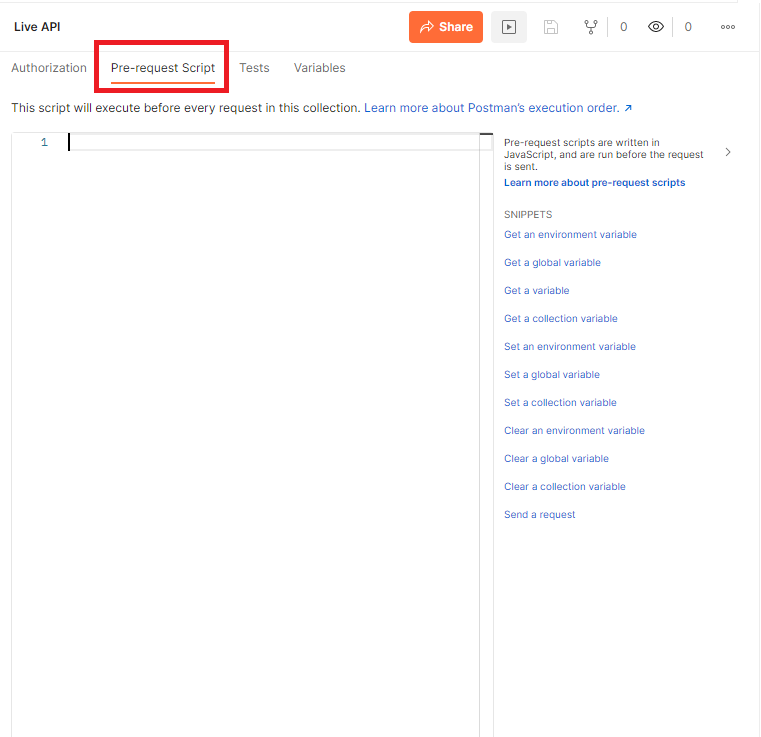 Live API
Share
0
0
Authorization
Pre-request Script
Tests
Variables
This script will execute before every request in this collection. Learn more about Postman's execution order. ↗
1
Pre-request scripts are written in
JavaScript, and are run before the request
is sent.
Learn more about pre-request scripts
SNIPPETS
Get an environment variable
Get a global variable
Get a variable
Get a collection variable
Set an environment variable
Set a global variable
Set a collection variable
Clear an environment variable
Clear a global variable
Clear a collection variable
Send a request